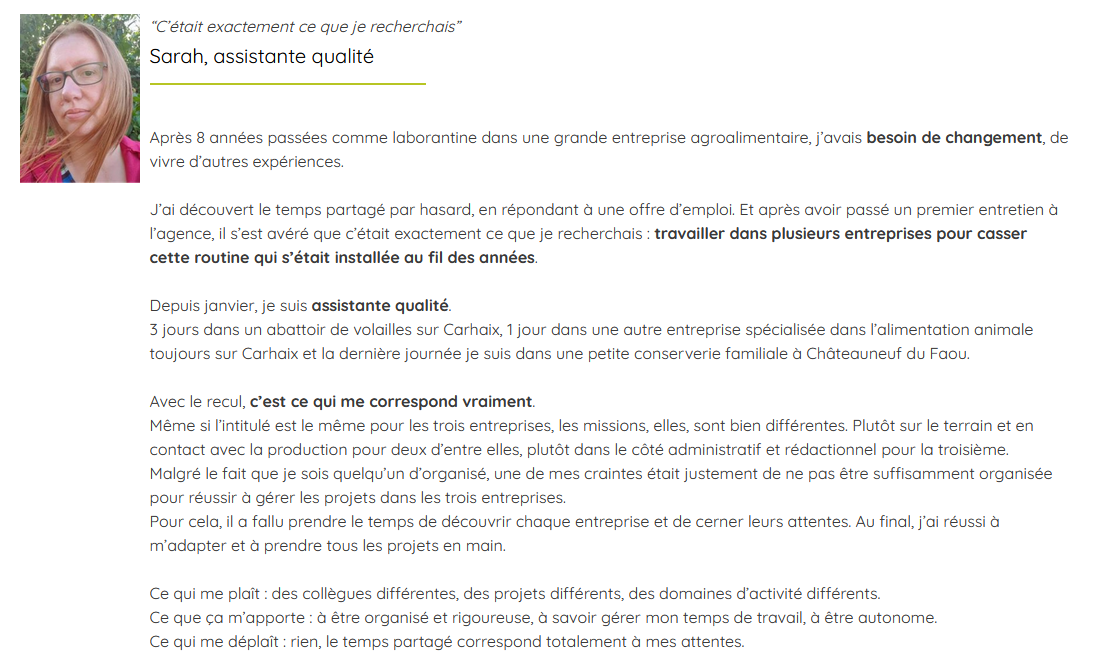 “C’était exactement ce que je recherchais”
Sarah, assistante qualité
Après 8 années passées comme laborantine dans une grande entreprise agroalimentaire, j’avais besoin de changement, de
vivre d’autres expériences.
J’ai découvert le temps partagé par hasard, en répondant à une offre d’emploi. Et après avoir passé un premier entretien à
l’agence, il s’est avéré que c’était exactement ce que je recherchais : travailler dans plusieurs entreprises pour casser
cette routine qui s’était installée au fil des années.
Depuis janvier, je suis assistante qualité.
3 jours dans un abattoir de volailles sur Carhaix, 1 jour dans une autre entreprise spécialisée dans l’alimentation animale
toujours sur Carhaix et la dernière journée je suis dans une petite conserverie familiale à Châteauneuf du Faou.
Avec le recul, c’est ce qui me correspond vraiment.
Même si l’intitulé est le même pour les trois entreprises, les missions, elles, sont bien différentes. Plutôt sur le terrain et en
contact avec la production pour deux d’entre elles, plutôt dans le côté administratif et rédactionnel pour la troisième.
Malgré le fait que je sois quelqu’un d’organisé, une de mes craintes était justement de ne pas être suffisamment organisée
pour réussir à gérer les projets dans les trois entreprises.
Pour cela, il a fallu prendre le temps de découvrir chaque entreprise et de cerner leurs attentes. Au final, j’ai réussi à
m’adapter et à prendre tous les projets en main.
Ce qui me plaît : des collègues différentes, des projets différents, des domaines d’activité différents.
Ce que ça m’apporte : à être organisé et rigoureuse, à savoir gérer mon temps de travail, à être autonome.
Ce qui me déplaît : rien, le temps partagé correspond totalement à mes attentes.